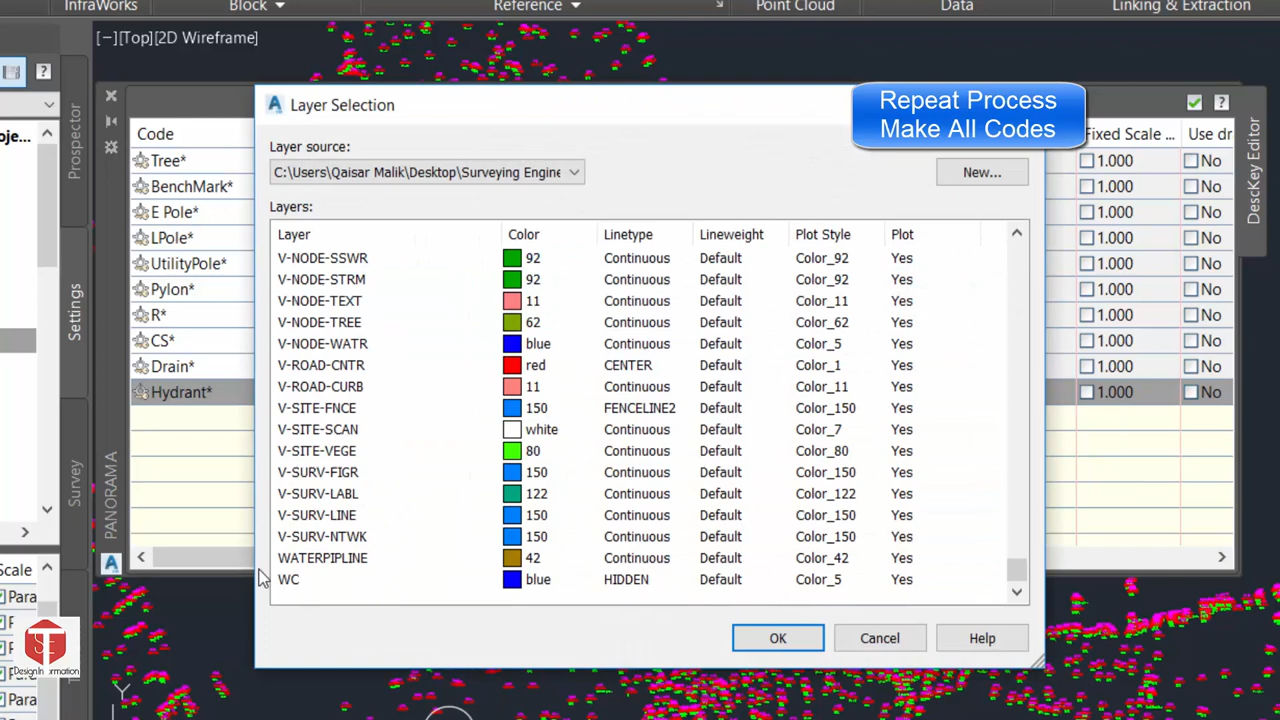 InfraWorks
Block
Reference
Point Cloud
Data
Linking & Extraction
[−][Top][2D Wireframe]
Repeat Process
Make All Codes
Layer Selection
Layer source:
C:\Users\Qaisar Malik\Desktop\Surveying Engine
New...
Layers:
Layer Color Linetype Lineweight Plot Style Plot
V-NODE-SSWR 92 Continuous Default Color_92 Yes
V-NODE-STRM 92 Continuous Default Color_92 Yes
V-NODE-TEXT 11 Continuous Default Color_11 Yes
V-NODE-TREE 62 Continuous Default Color_62 Yes
V-NODE-WATR blue Continuous Default Color_5 Yes
V-ROAD-CNTR red CENTER Default Color_1 Yes
V-ROAD-CURB 11 Continuous Default Color_11 Yes
V-SITE-FNCE 150 FENCELINE2 Default Color_150 Yes
V-SITE-SCAN white Continuous Default Color_7 Yes
V-SITE-VEGE 80 Continuous Default Color_80 Yes
V-SURV-FIGR 150 Continuous Default Color_150 Yes
V-SURV-LABL 122 Continuous Default Color_122 Yes
V-SURV-LINE 150 Continuous Default Color_150 Yes
V-SURV-NTWK 150 Continuous Default Color_150 Yes
WATERPIPLINE 42 Continuous Default Color_42 Yes
WC blue HIDDEN Default Color_5 Yes
OK
Cancel
Help
Code
Tree*
BenchMark*
E Pole*
LPole*
UtilityPole*
Pylon*
R*
CS*
Drain*
Hydrant*
Fixed Scale ... Use dr
1.000 No
1.000 No
1.000 No
1.000 No
1.000 No
1.000 No
1.000 No
1.000 No
1.000 No
1.000 No
Prospector
Settings
Survey
PANORAMA
DescKey Editor
oje...
Scale
Para
Para
Design Information
Y